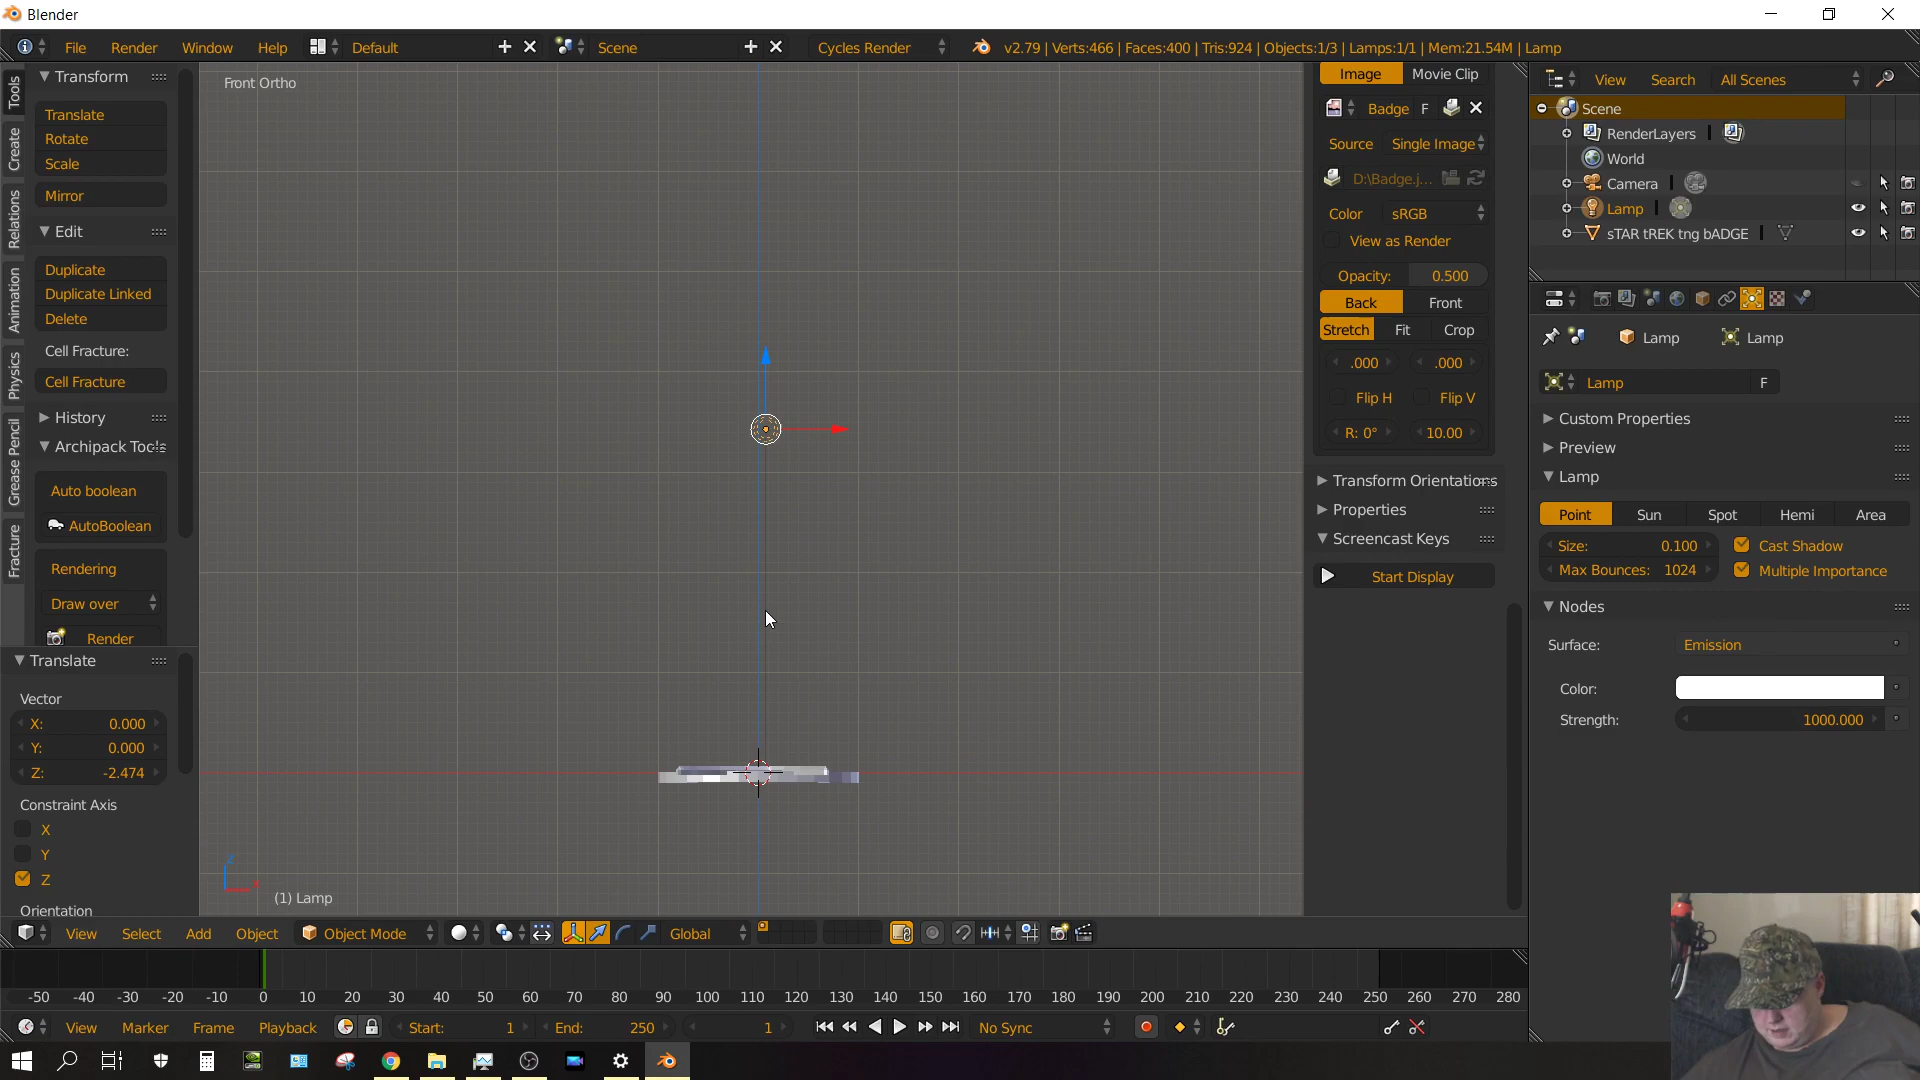 Blender
File Render Window Help Default Scene Cycles Render v2.79 | Verts:466 | Faces:400 | Tris:924 | Objects:1/3 | Lamps:1/1 | Mem:21.54M | Lamp
Tools
Create
Relations
Animation
Physics
Grease Pencil
Fracture
Transform
Translate
Rotate
Scale
Mirror
Edit
Duplicate
Duplicate Linked
Delete
Cell Fracture:
Cell Fracture
History
Archipack Tools
Auto boolean
AutoBoolean
Rendering
Draw over
Render
Translate
Vector
X: 0.000
Y: 0.000
Z: -2.474
Constraint Axis
X
Y
Z
Orientation
Front Ortho
(1) Lamp
Image Movie Clip
Badge F
Source Single Image
D:\Badge.j...
Color sRGB
View as Render
Opacity: 0.500
Back Front
Stretch Fit Crop
.000 .000
Flip H Flip V
R: 0° 10.00
Transform Orientations
Properties
Screencast Keys
Start Display
View Search All Scenes
Scene
RenderLayers
World
Camera
Lamp
sTAR tREK tng bADGE
Lamp Lamp
Lamp F
Custom Properties
Preview
Lamp
Point Sun Spot Hemi Area
Size: 0.100 Cast Shadow
Max Bounces: 1024 Multiple Importance
Nodes
Surface: Emission
Color:
Strength: 1000.000
View Select Add Object Object Mode Global
-50 -40 -30 -20 -10 0 10 20 30 40 50 60 70 80 90 100 110 120 130 140 150 160 170 180 190 200 210 220 230 240 250 260 270 280
View Marker Frame Playback Start: 1 End: 250 1 No Sync